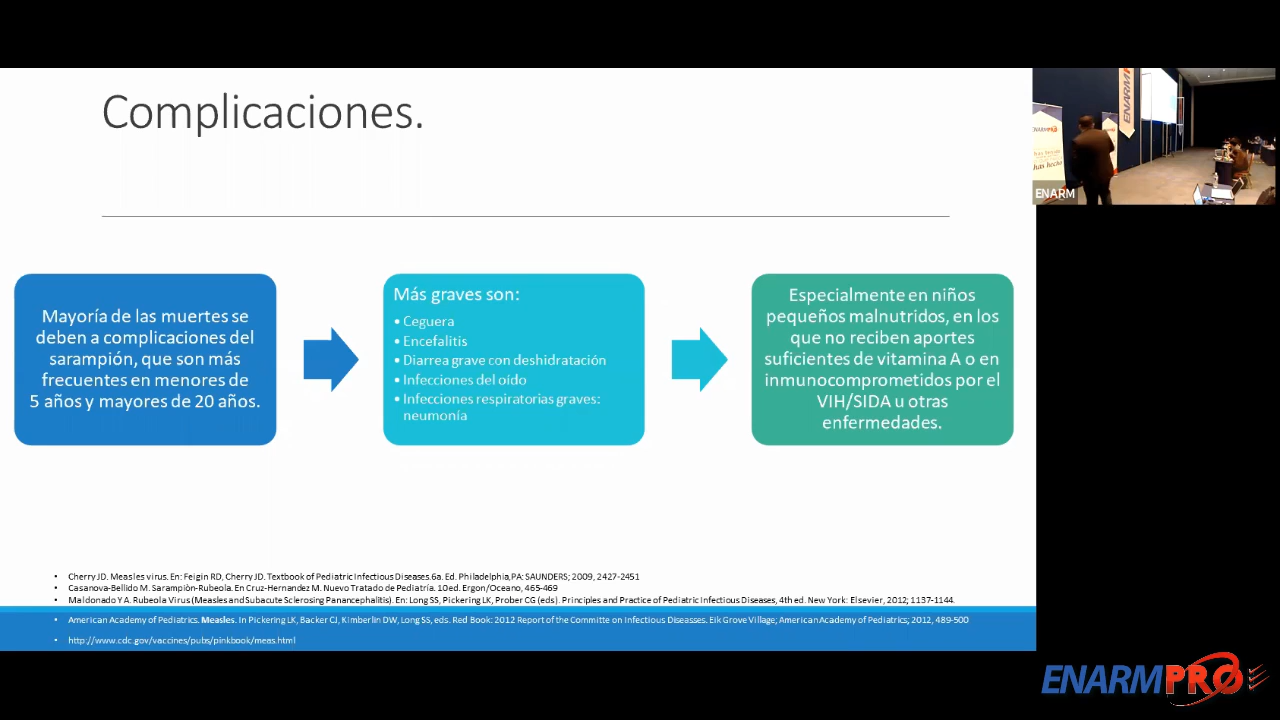 Complicaciones.
Mayoría de las muertes se
deben a complicaciones del
sarampión, que son más
frecuentes en menores de
5 años y mayores de 20 años.
Más graves son:
• Ceguera
• Encefalitis
• Diarrea grave con deshidratación
• Infecciones del oído
• Infecciones respiratorias graves:
neumonía
Especialmente en niños
pequeños malnutridos, en los
que no reciben aportes
suficientes de vitamina A o en
inmunocomprometidos por el
VIH/SIDA u otras
enfermedades.
• Cherry JD. Measles virus. En: Feigin RD, Cherry JD. Textbook of Pediatric Infectious Diseases.6a. Ed. Philadelphia,PA: SAUNDERS; 2009, 2427-2451
• Casanova-Bellido M. Sarampiòn-Rubeola. En Cruz-Hernandez M. Nuevo Tratado de Pediatría. 10ed. Ergon/Oceano, 465-469
• Maldonado Y A. Rubeola Virus (Measles and Subacute Sclerosing Panancephalitis). En: Long SS, Pickering LK, Prober CG (eds). Principles and Practice of Pediatric Infectious Diseases, 4th ed. New York: Elsevier, 2012; 1137-1144.
• American Academy of Pediatrics. Measles. In Pickering LK, Backer CJ, Kimberlin DW, Long SS, eds. Red Book: 2012 Report of the Committe on Infectious Diseases. Eik Grove Village; American Academy of Pediatrics; 2012, 489-500
• http://www.cdc.gov/vaccines/pubs/pinkbook/meas.html
ENARM
ENARMPRO